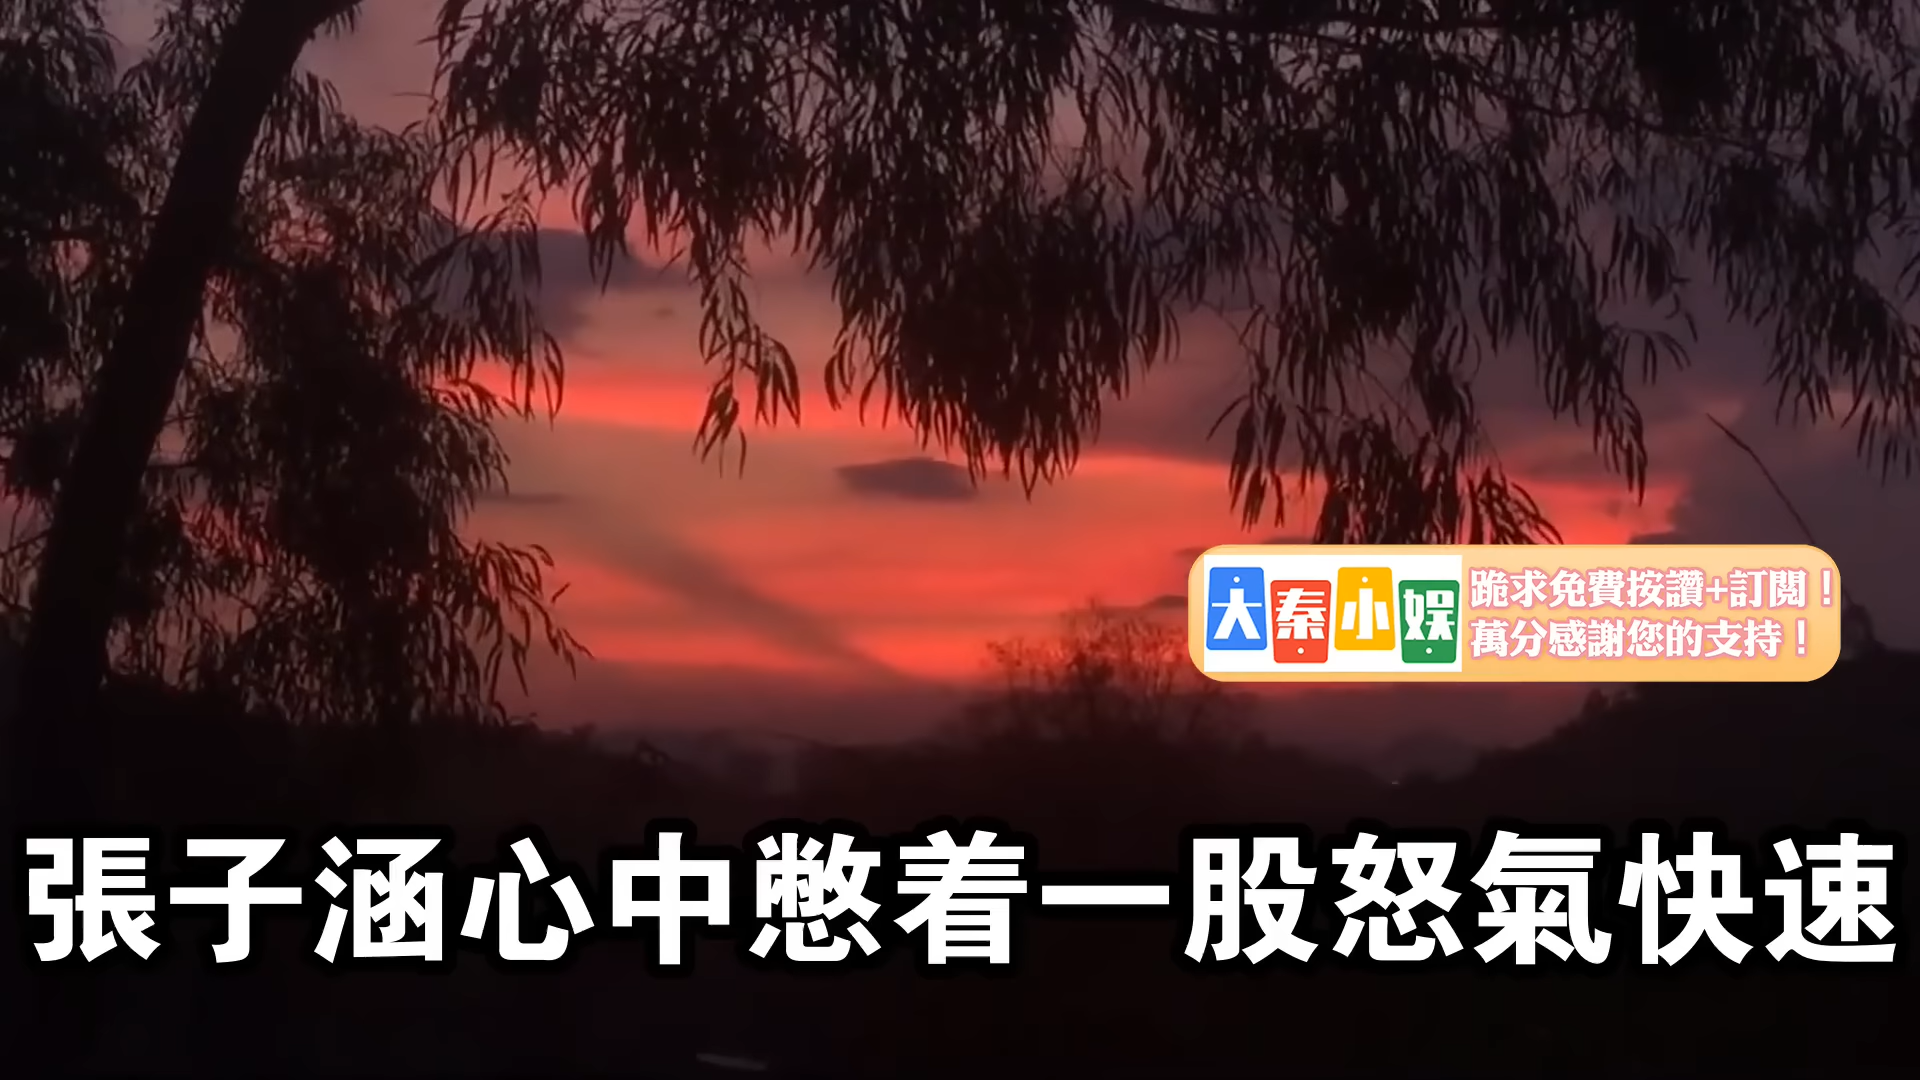 大秦小娱
跪求免費按讚+訂閱！
萬分感謝您的支持！
張子涵心中憋着一股怒氣快速